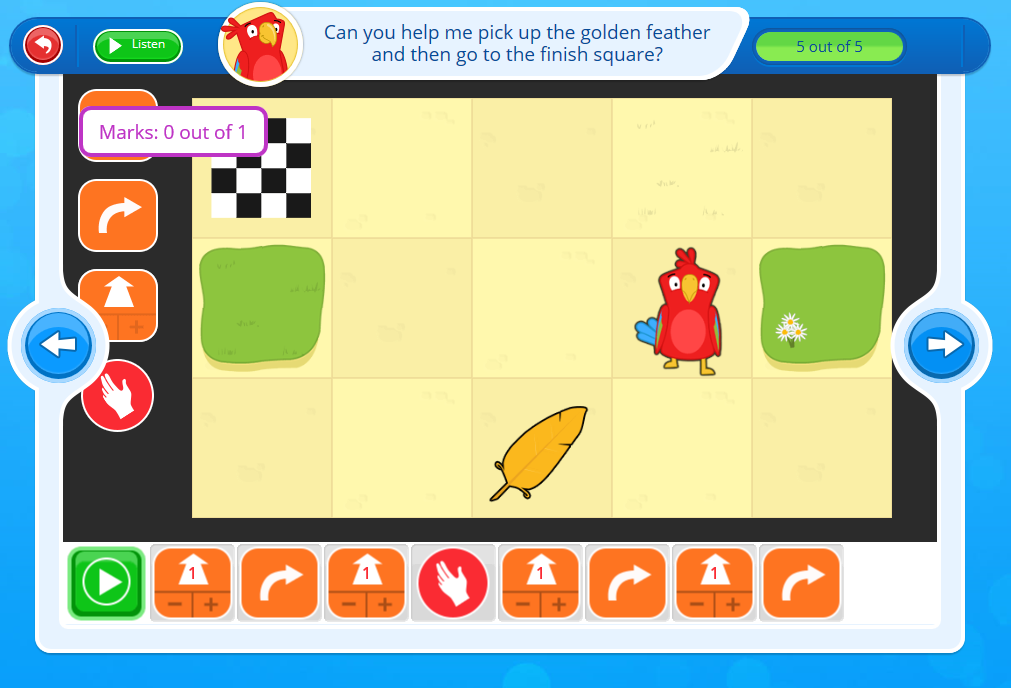 Listen
Can you help me pick up the golden feather
and then go to the finish square?
5 out of 5
Marks: 0 out of 1
1
1
1
1